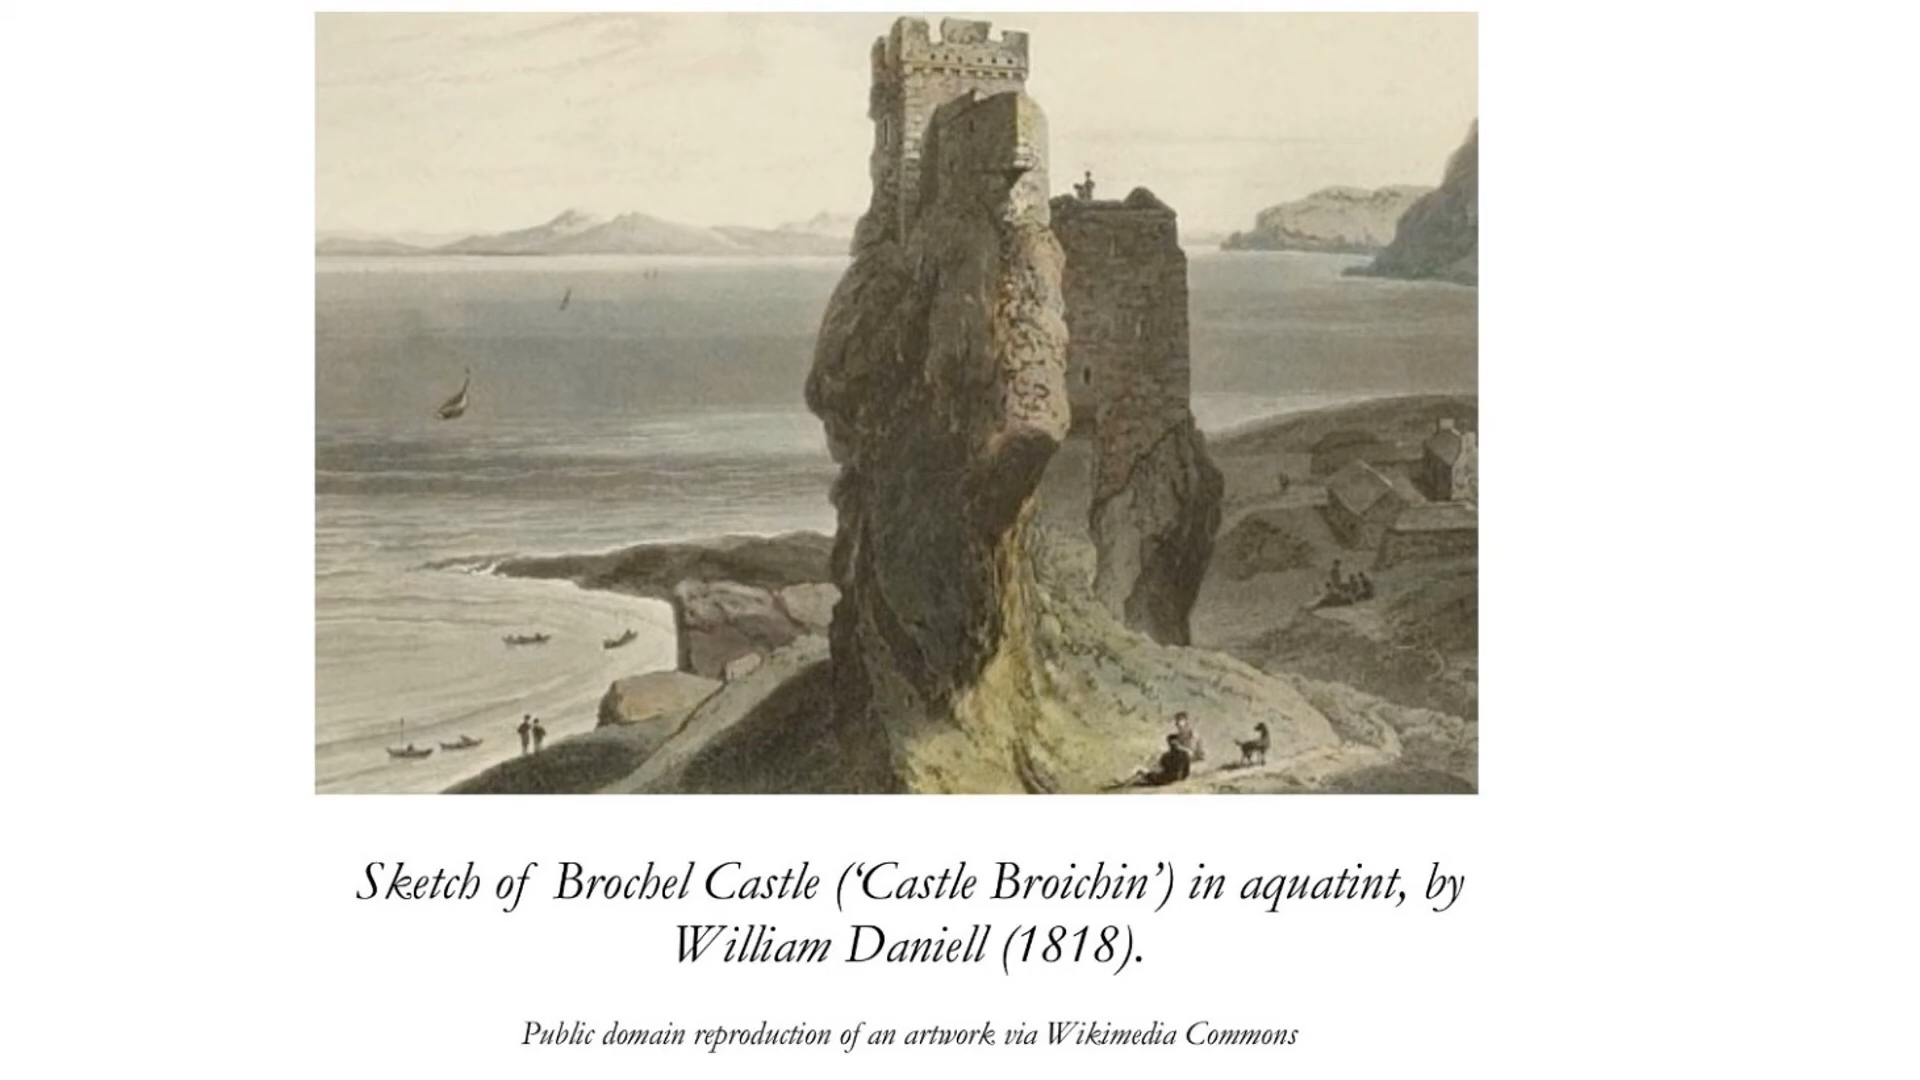 Sketch of Brochel Castle (‘Castle Broichin’) in aquatint, by
William Daniell (1818).
Public domain reproduction of an artwork via Wikimedia Commons